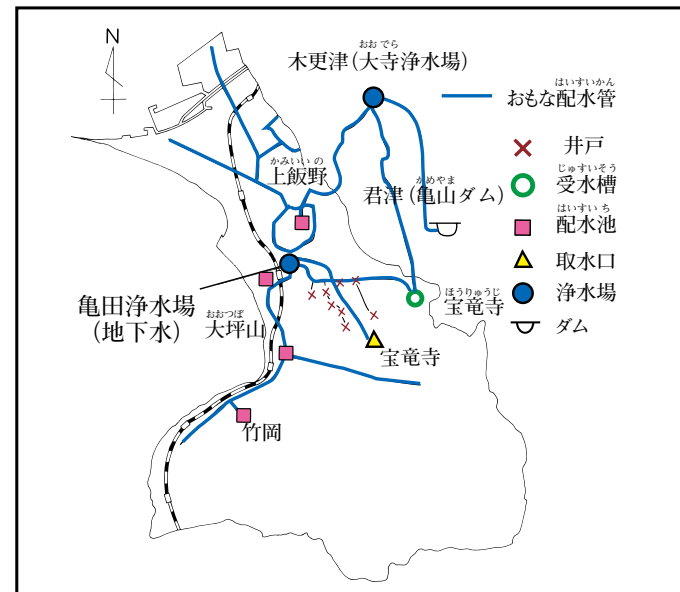 N
おおでら
木更津(大寺浄水場)
はいすいかん
おもな配水管
井戸
じゅすいそう
受水槽
はいすいち
配水池
取水口
浄水場
ダム
かみいいの
上飯野
かめやま
君津(亀山ダム)
ほうりゅうじ
宝竜寺
亀田浄水場
(地下水)
おおつぼ
大坪山
宝竜寺
竹岡